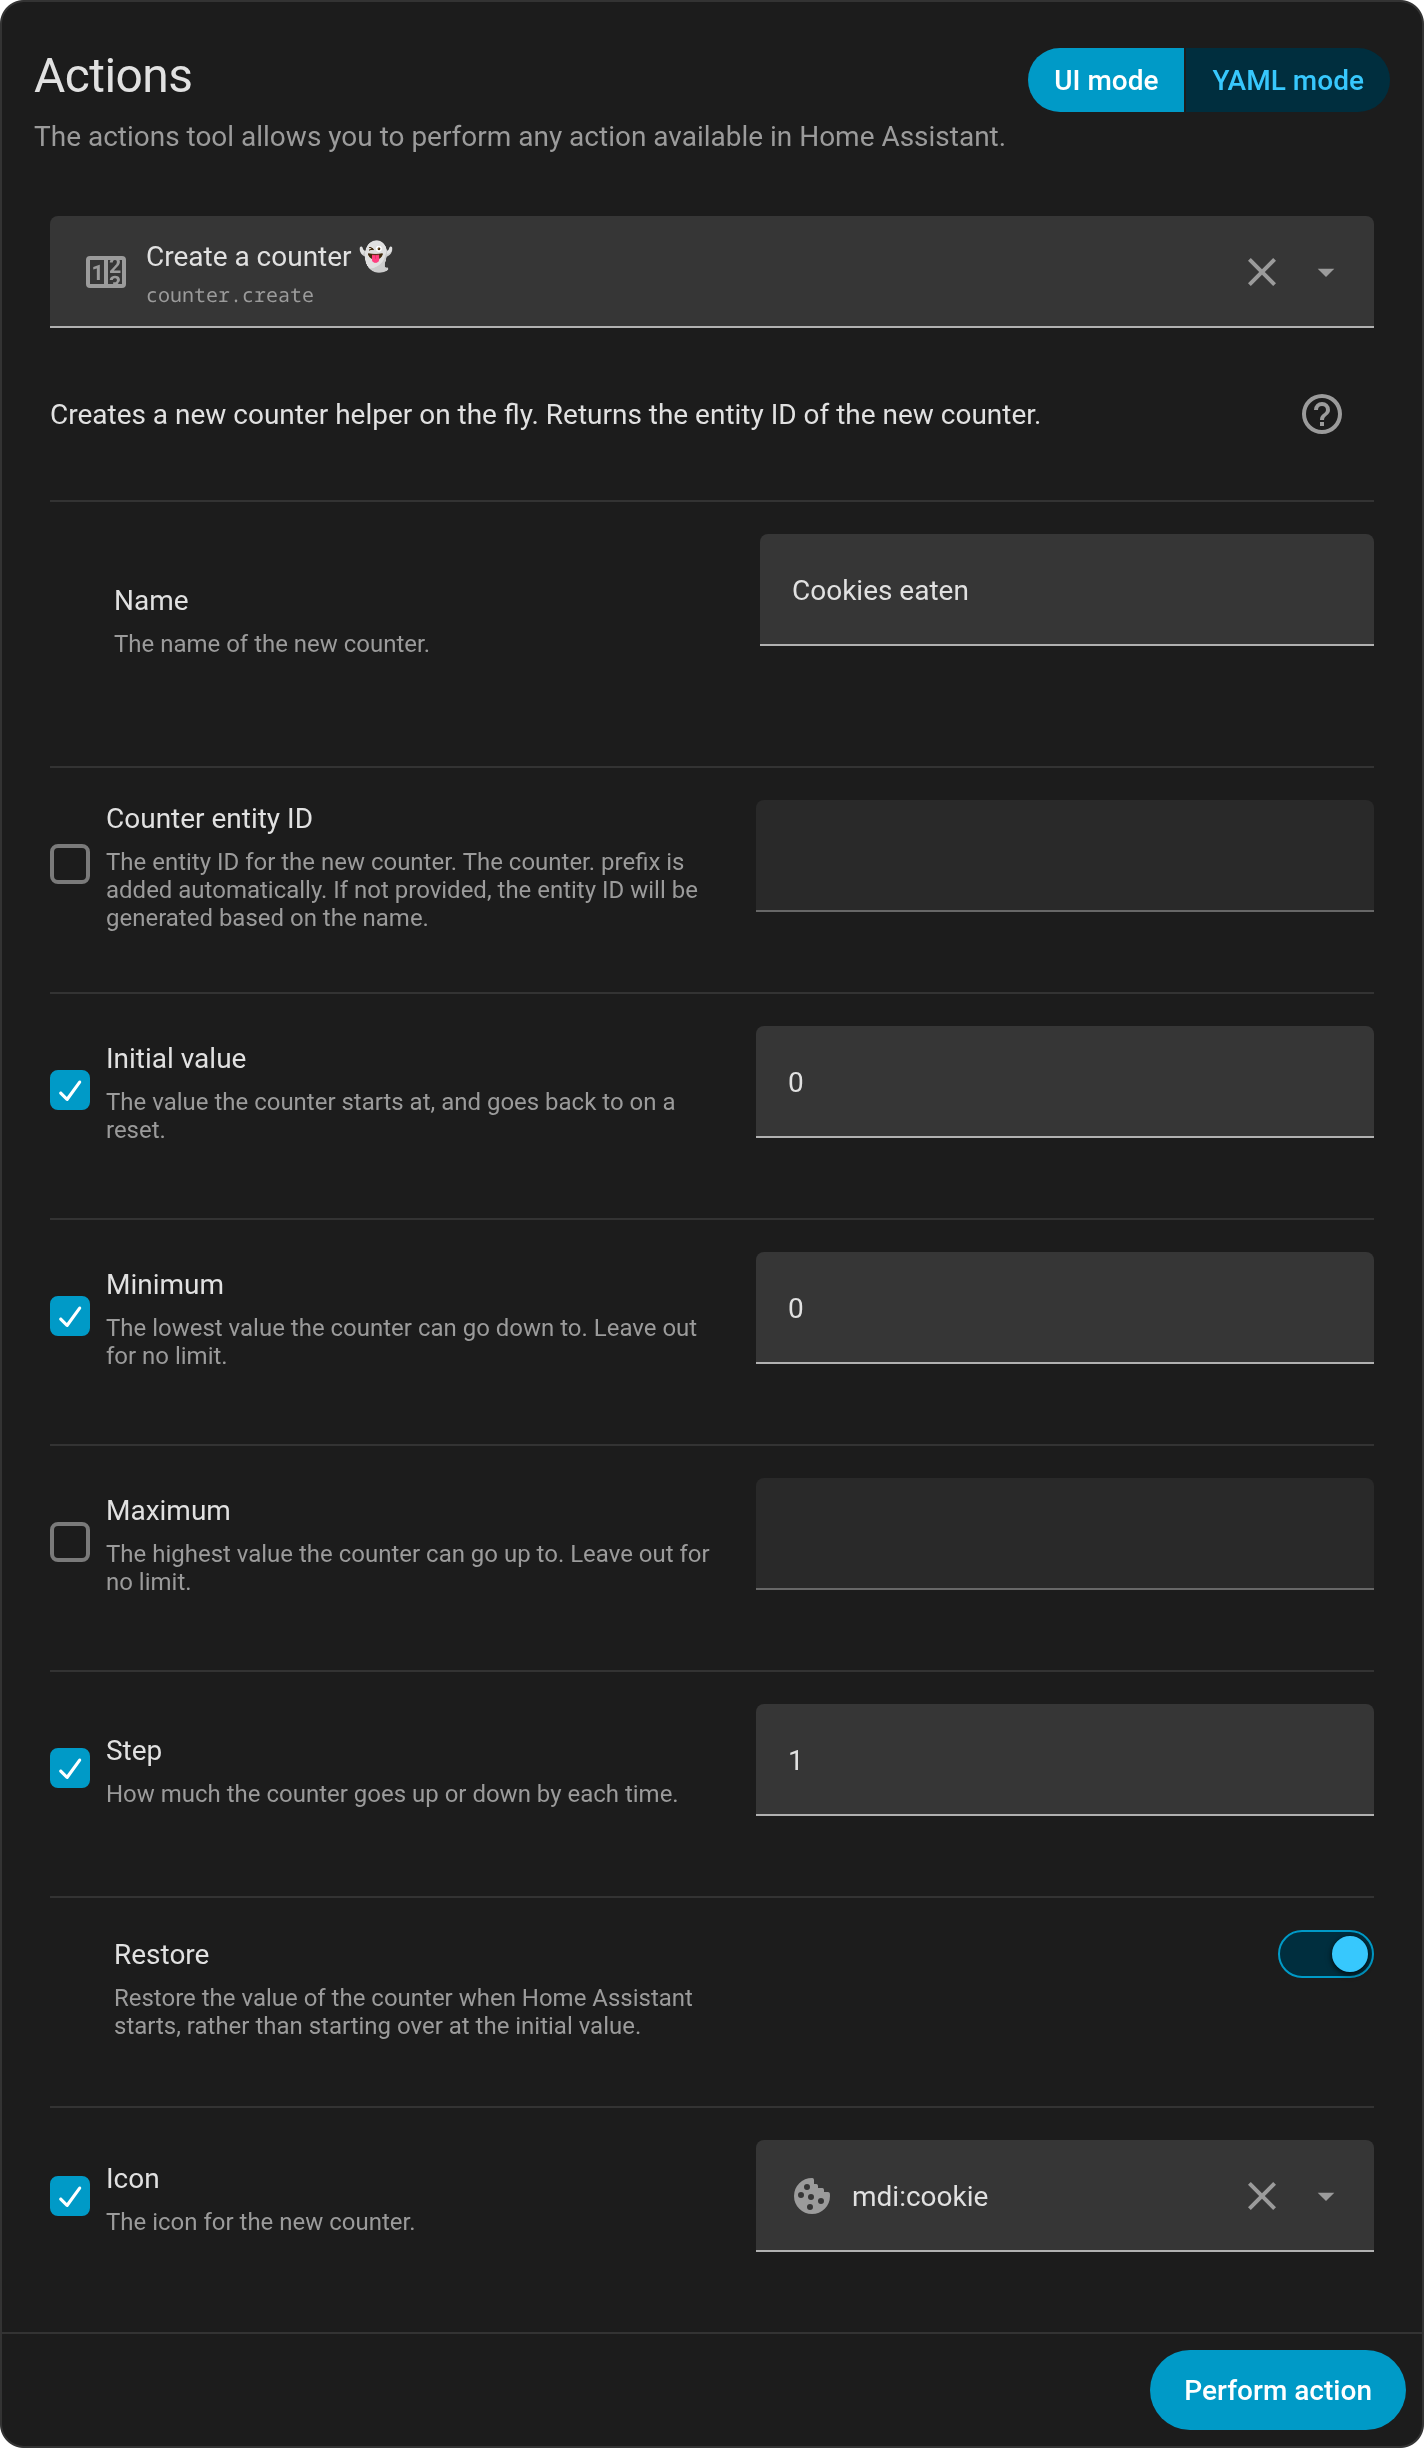 Actions
UI mode
YAML mode
The actions tool allows you to perform any action available in Home Assistant.
Create a counter 👻
counter.create
Creates a new counter helper on the fly. Returns the entity ID of the new counter.
Name
The name of the new counter.
Cookies eaten
Counter entity ID
The entity ID for the new counter. The counter. prefix is
added automatically. If not provided, the entity ID will be
generated based on the name.
Initial value
The value the counter starts at, and goes back to on a
reset.
0
Minimum
The lowest value the counter can go down to. Leave out
for no limit.
0
Maximum
The highest value the counter can go up to. Leave out for
no limit.
Step
How much the counter goes up or down by each time.
1
Restore
Restore the value of the counter when Home Assistant
starts, rather than starting over at the initial value.
Icon
The icon for the new counter.
mdi:cookie
Perform action